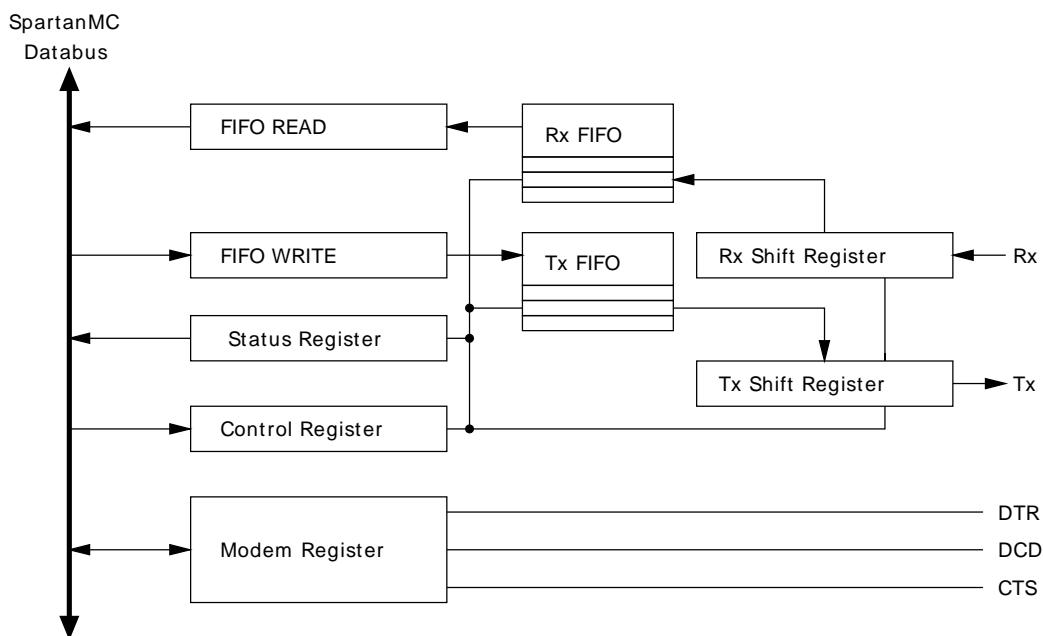 SpartanMC
Databus
FIFO READ
Rx FIFO
FIFO WRITE
Tx FIFO
Rx Shift Register
Rx
Status Register
Tx Shift Register
Tx
Control Register
Modem Register
DTR
DCD
CTS